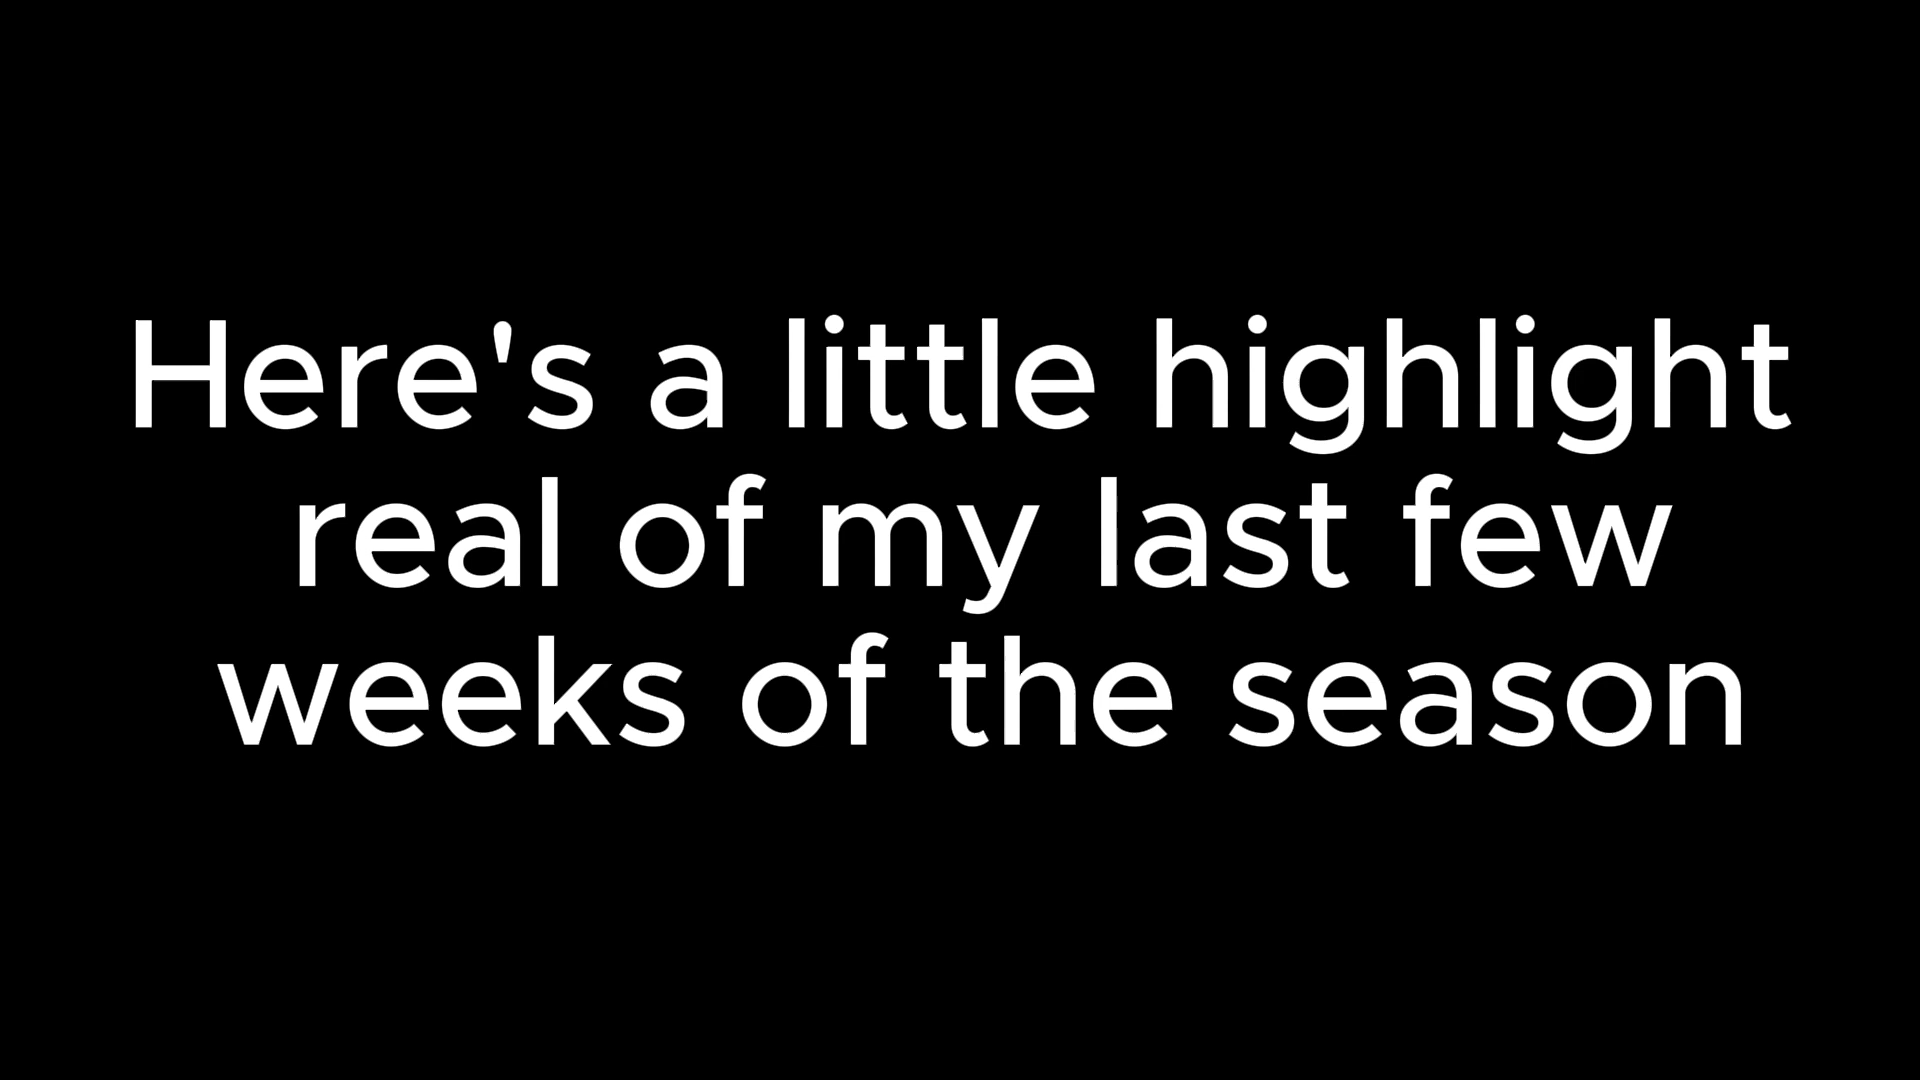 Here's a little highlight
real of my last few
weeks of the season